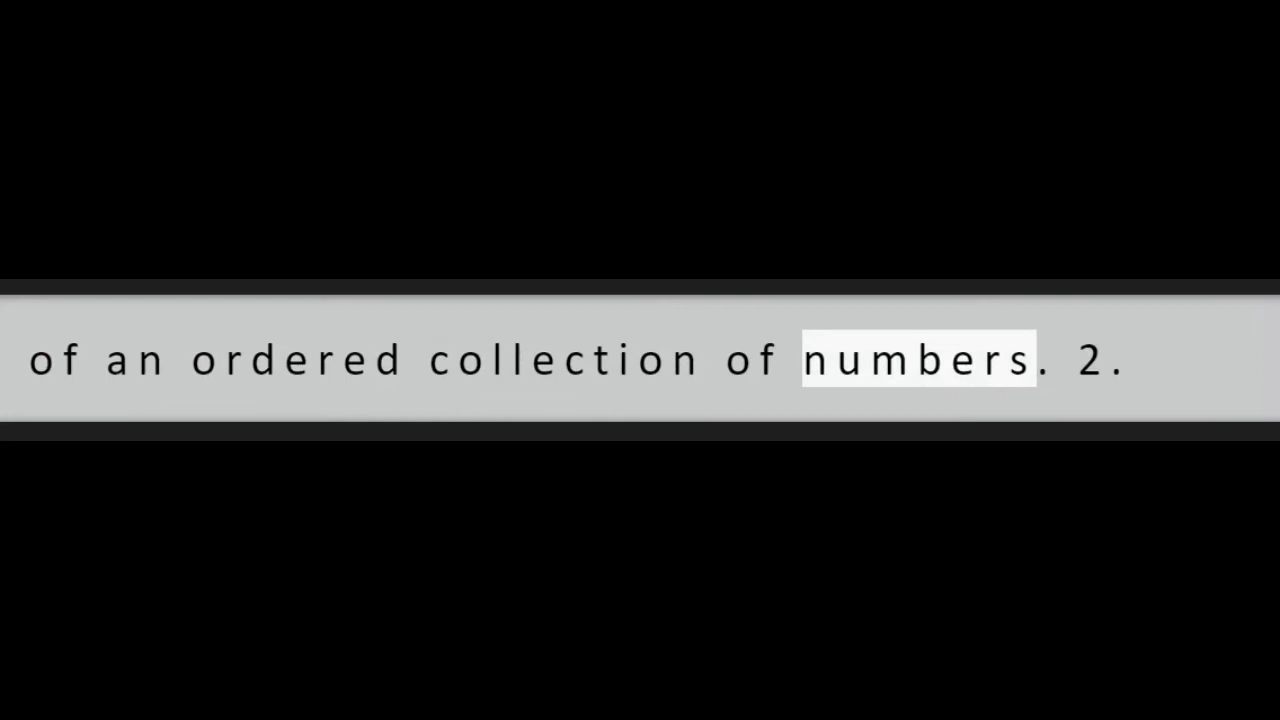 of an ordered collection of numbers. 2.